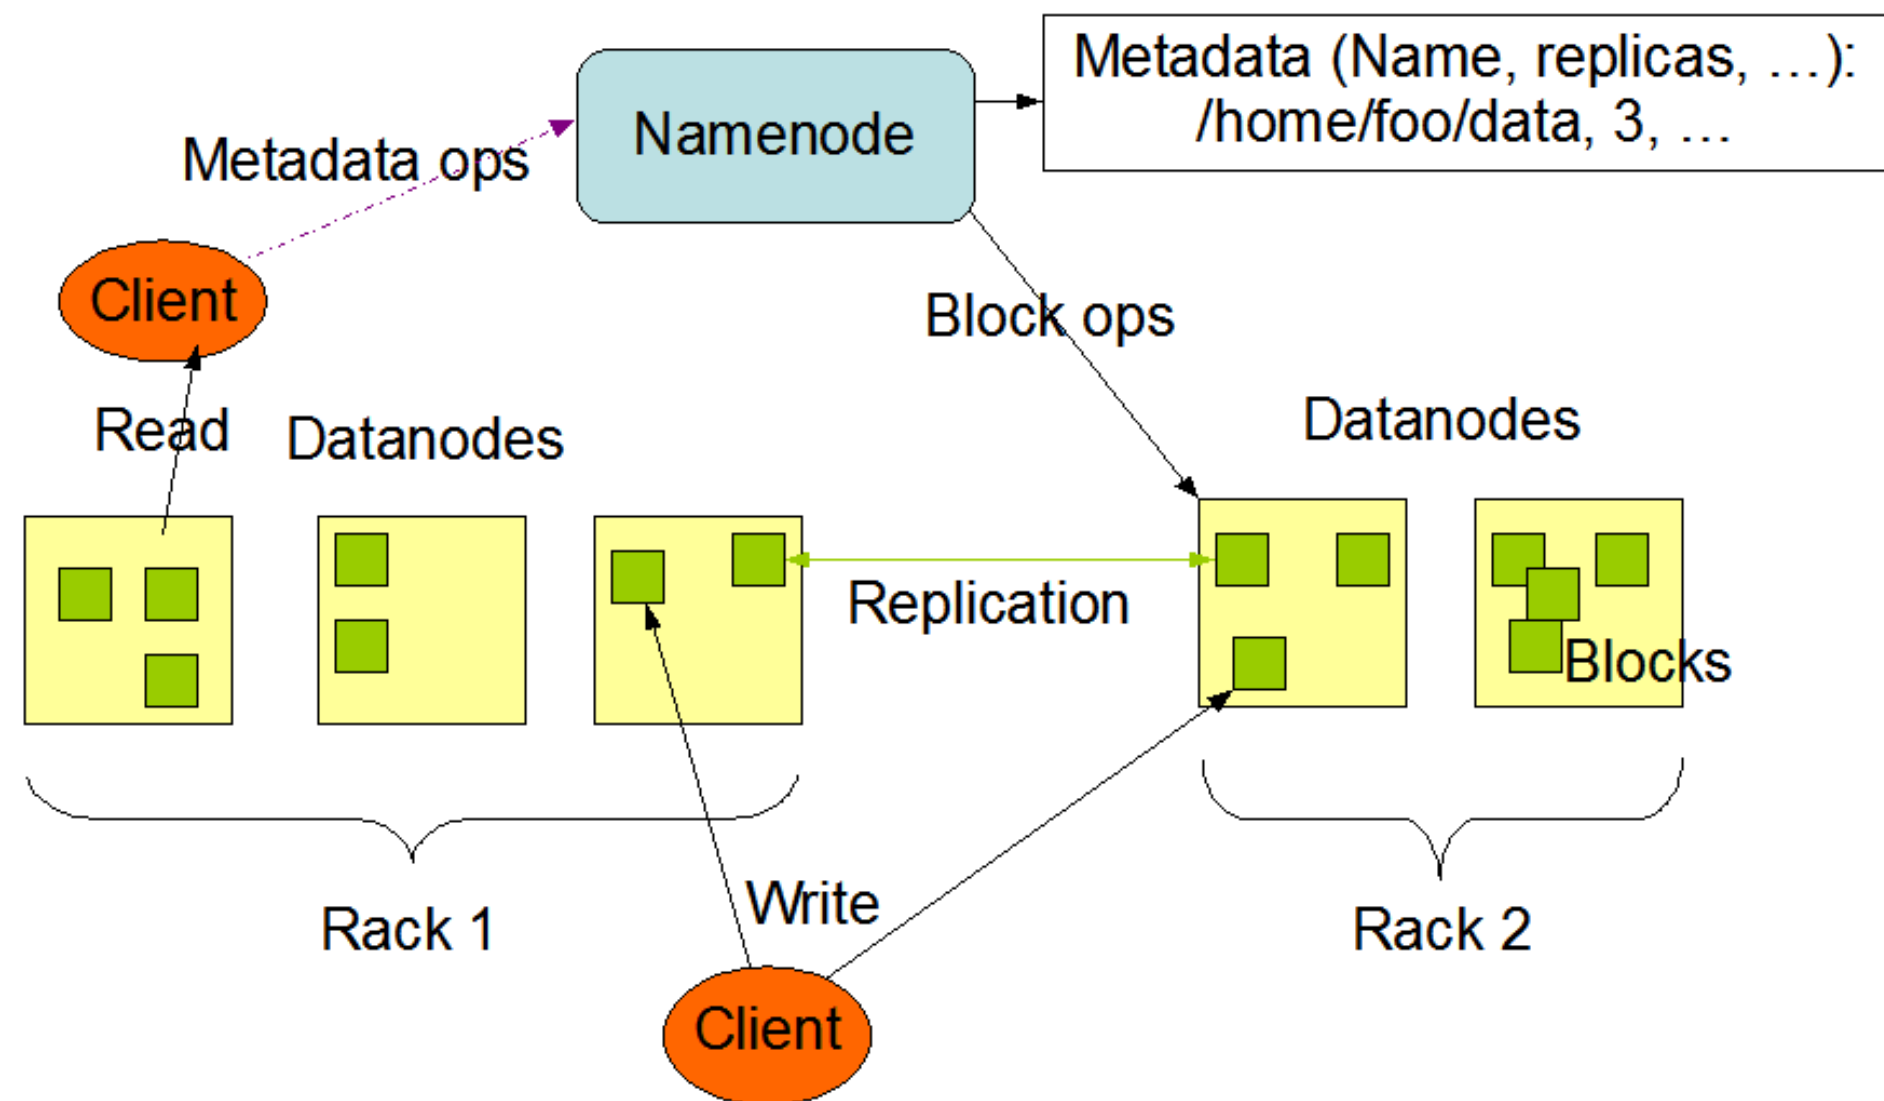 Metadata (Name, replicas, …):
/home/foo/data, 3, …
Namenode
Metadata ops
Client
Block ops
Read
Datanodes
Datanodes
Replication
Blocks
Rack 1
Write
Rack 2
Client